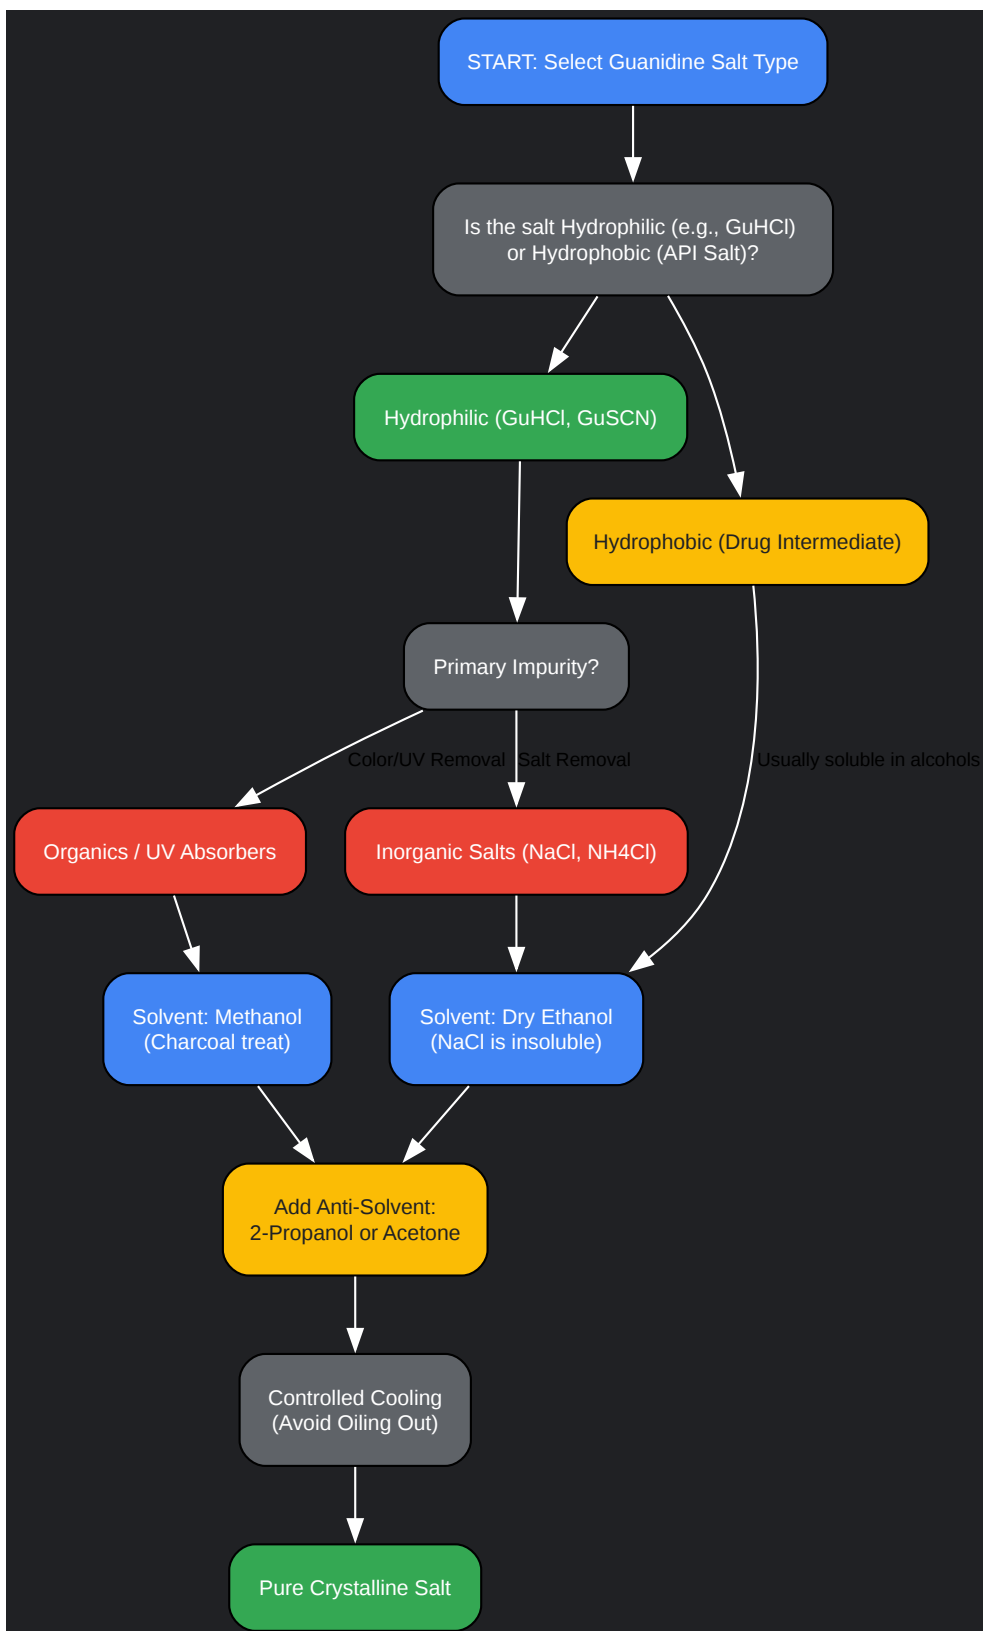 START: Select Guanidine Salt Type
Is the salt Hydrophilic (e.g., GuHCl)
or Hydrophobic (API Salt)?
Hydrophilic (GuHCl, GuSCN)
Hydrophobic (Drug Intermediate)
Primary Impurity?
Color/UV Removal
Salt Removal
Usually soluble in alcohols
Organics / UV Absorbers
Inorganic Salts (NaCl, NH4Cl)
Solvent: Methanol
(Charcoal treat)
Solvent: Dry Ethanol
(NaCl is insoluble)
Add Anti-Solvent:
2-Propanol or Acetone
Controlled Cooling
(Avoid Oiling Out)
Pure Crystalline Salt